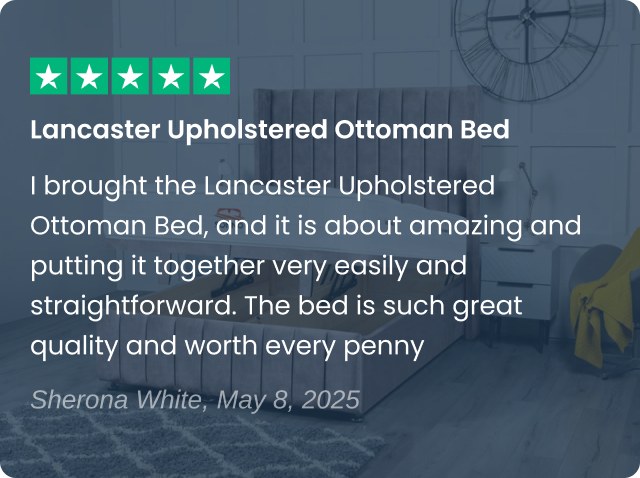 Lancaster Upholstered Ottoman Bed
I brought the Lancaster Upholstered
Ottoman Bed, and it is about amazing and
putting it together very easily and
straightforward. The bed is such great
quality and worth every penny
Sherona White, May 8, 2025